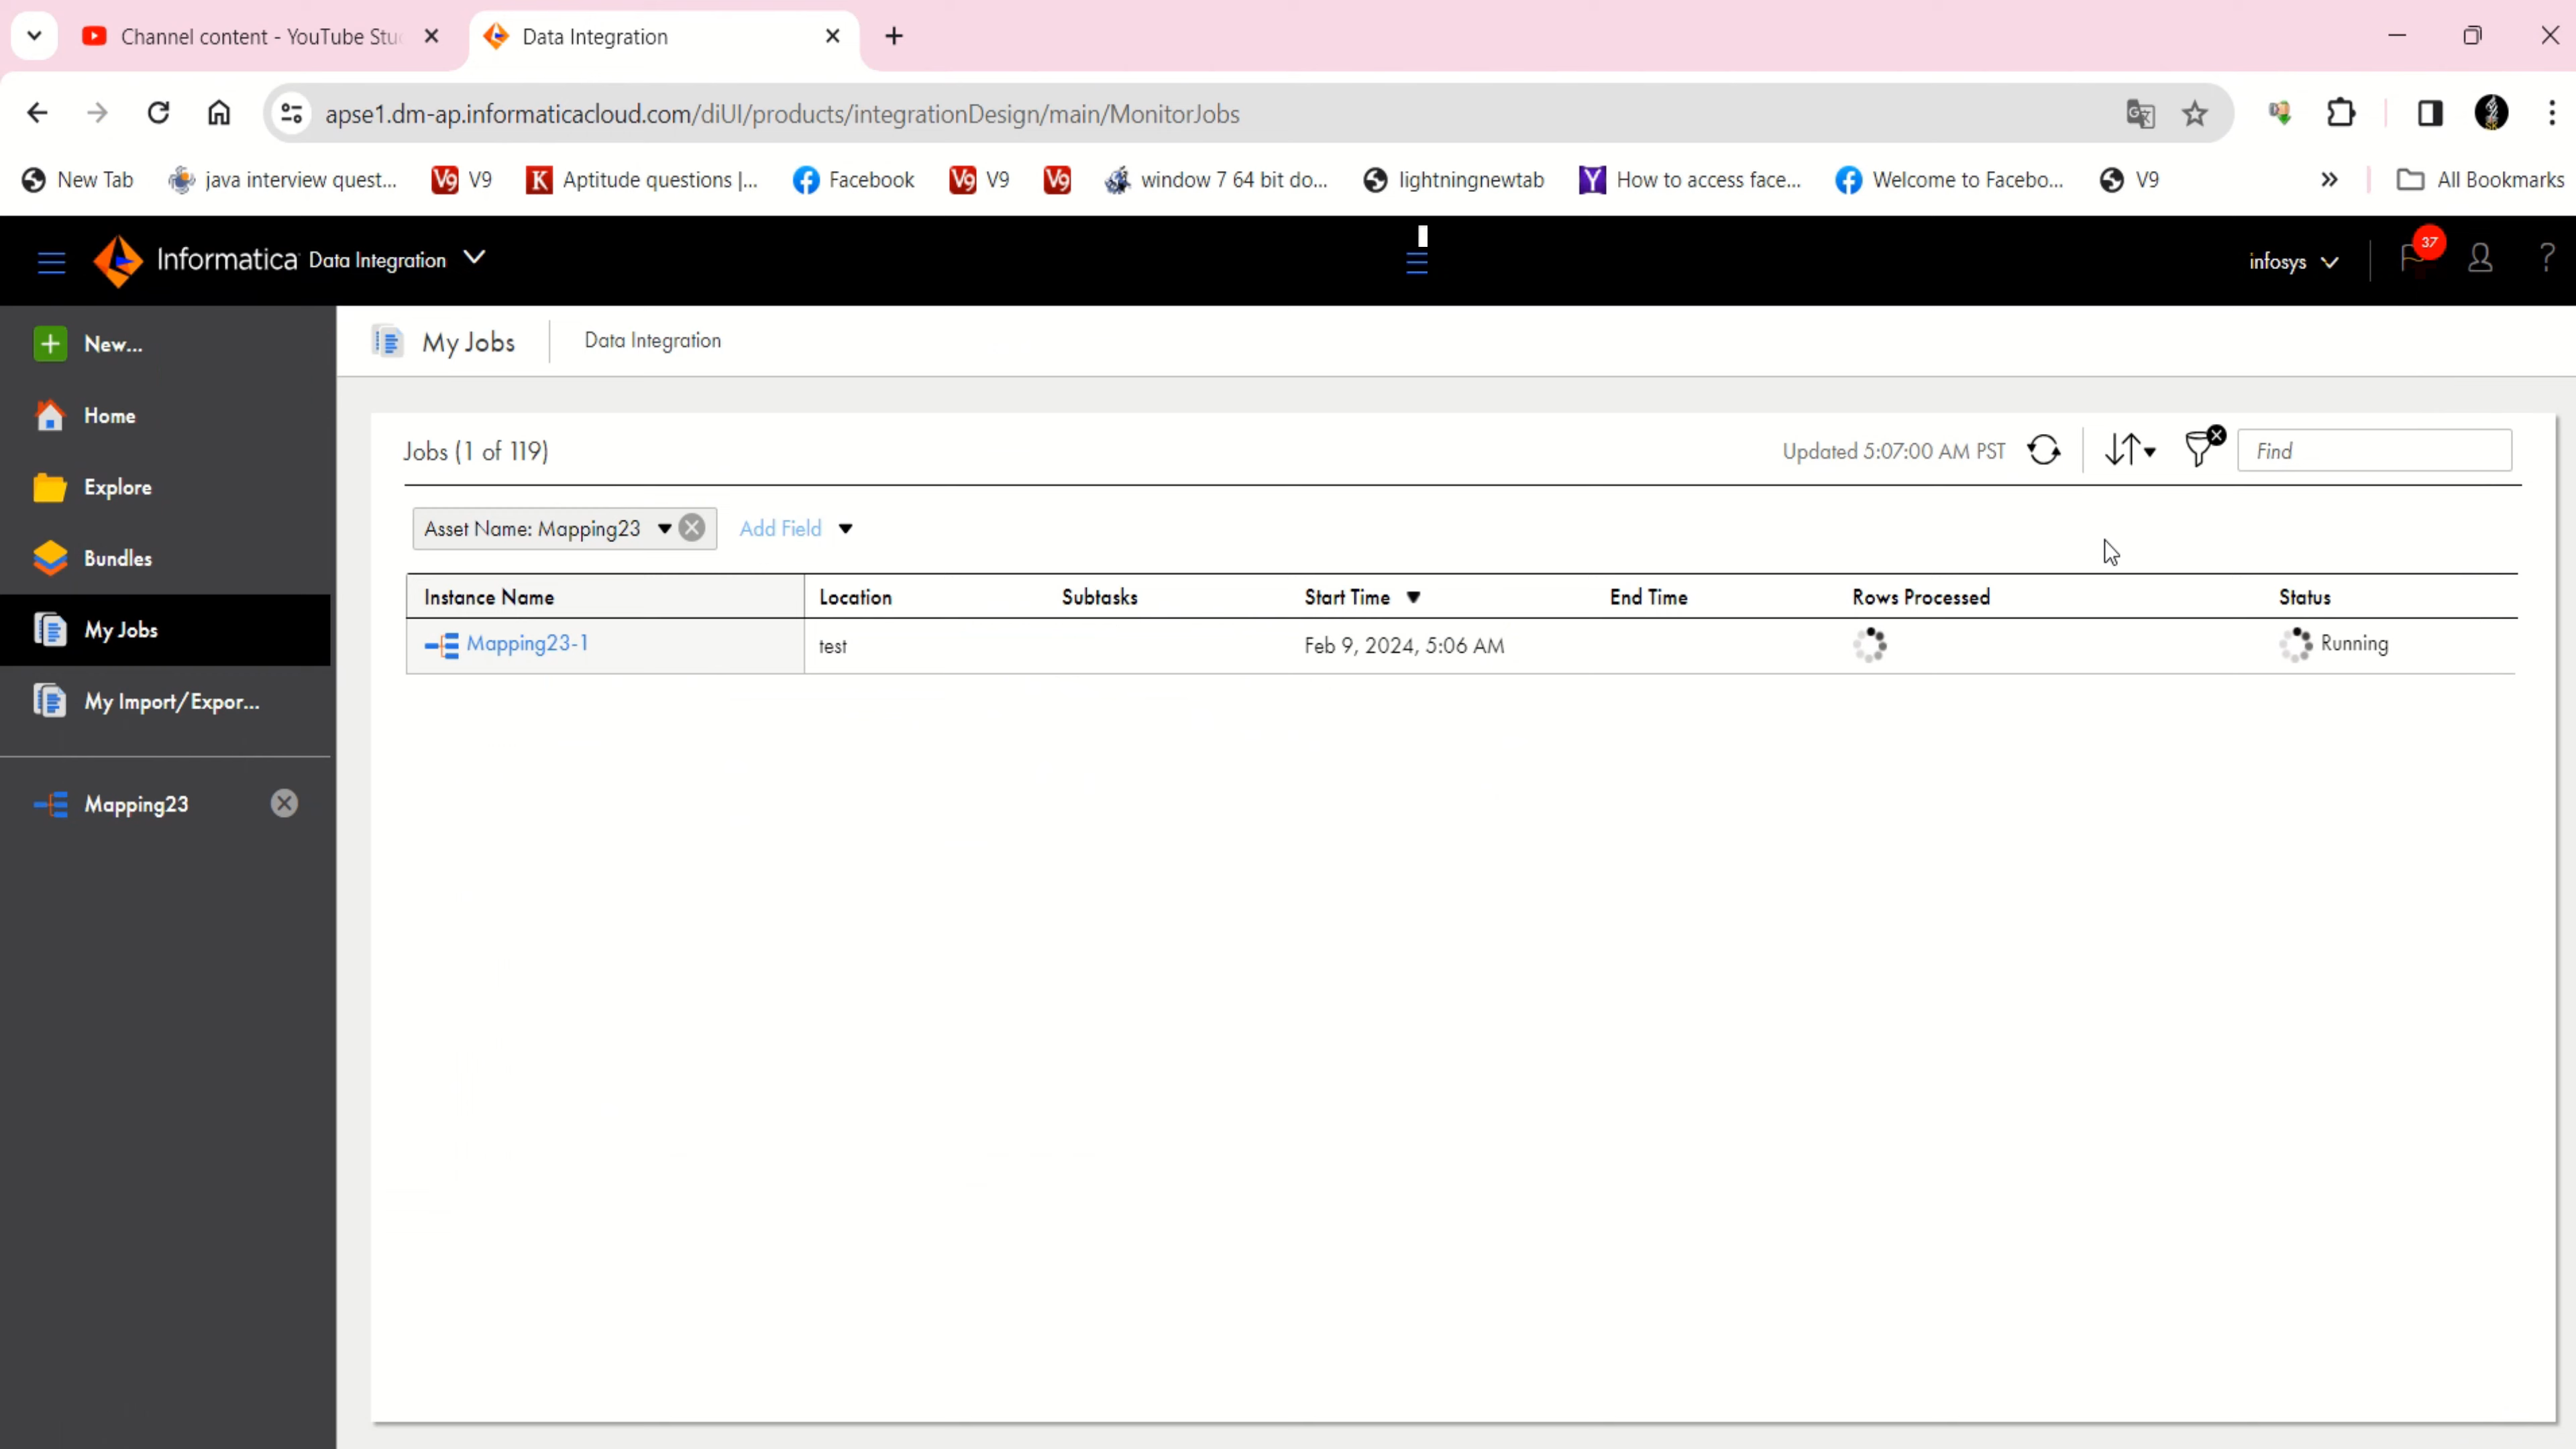 Channel content - YouTube Stu
Data Integration
apse1.dm-ap.informaticacloud.com/diUI/products/integrationDesign/main/MonitorJobs
New Tab
java interview quest...
V9 V9
K Aptitude questions |...
Facebook
V9 V9
V9
window 7 64 bit do...
lightningnewtab
Y How to access face...
Welcome to Facebo...
V9
»
All Bookmarks
Informatica Data Integration
infosys
37
?
New...
Home
Explore
Bundles
My Jobs
My Import/Expor...
Mapping23
My Jobs
Data Integration
Jobs (1 of 119)
Updated 5:07:00 AM PST
Find
Asset Name: Mapping23
Add Field
Instance Name Location Subtasks Start Time End Time Rows Processed Status
Mapping23-1 test Feb 9, 2024, 5:06 AM Running